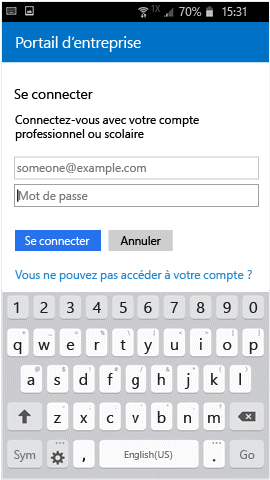 1X 70% 15:31
Portail d'entreprise
Se connecter
Connectez-vous avec votre compte
professionnel ou scolaire
someone@example.com
Mot de passe
Se connecter Annuler
Vous ne pouvez pas accéder à votre compte ?
1 2 3 4 5 6 7 8 9 0
q w e r t y u i o p
a s d f g h j k l
z x c v b n m
Sym , English(US) . Go